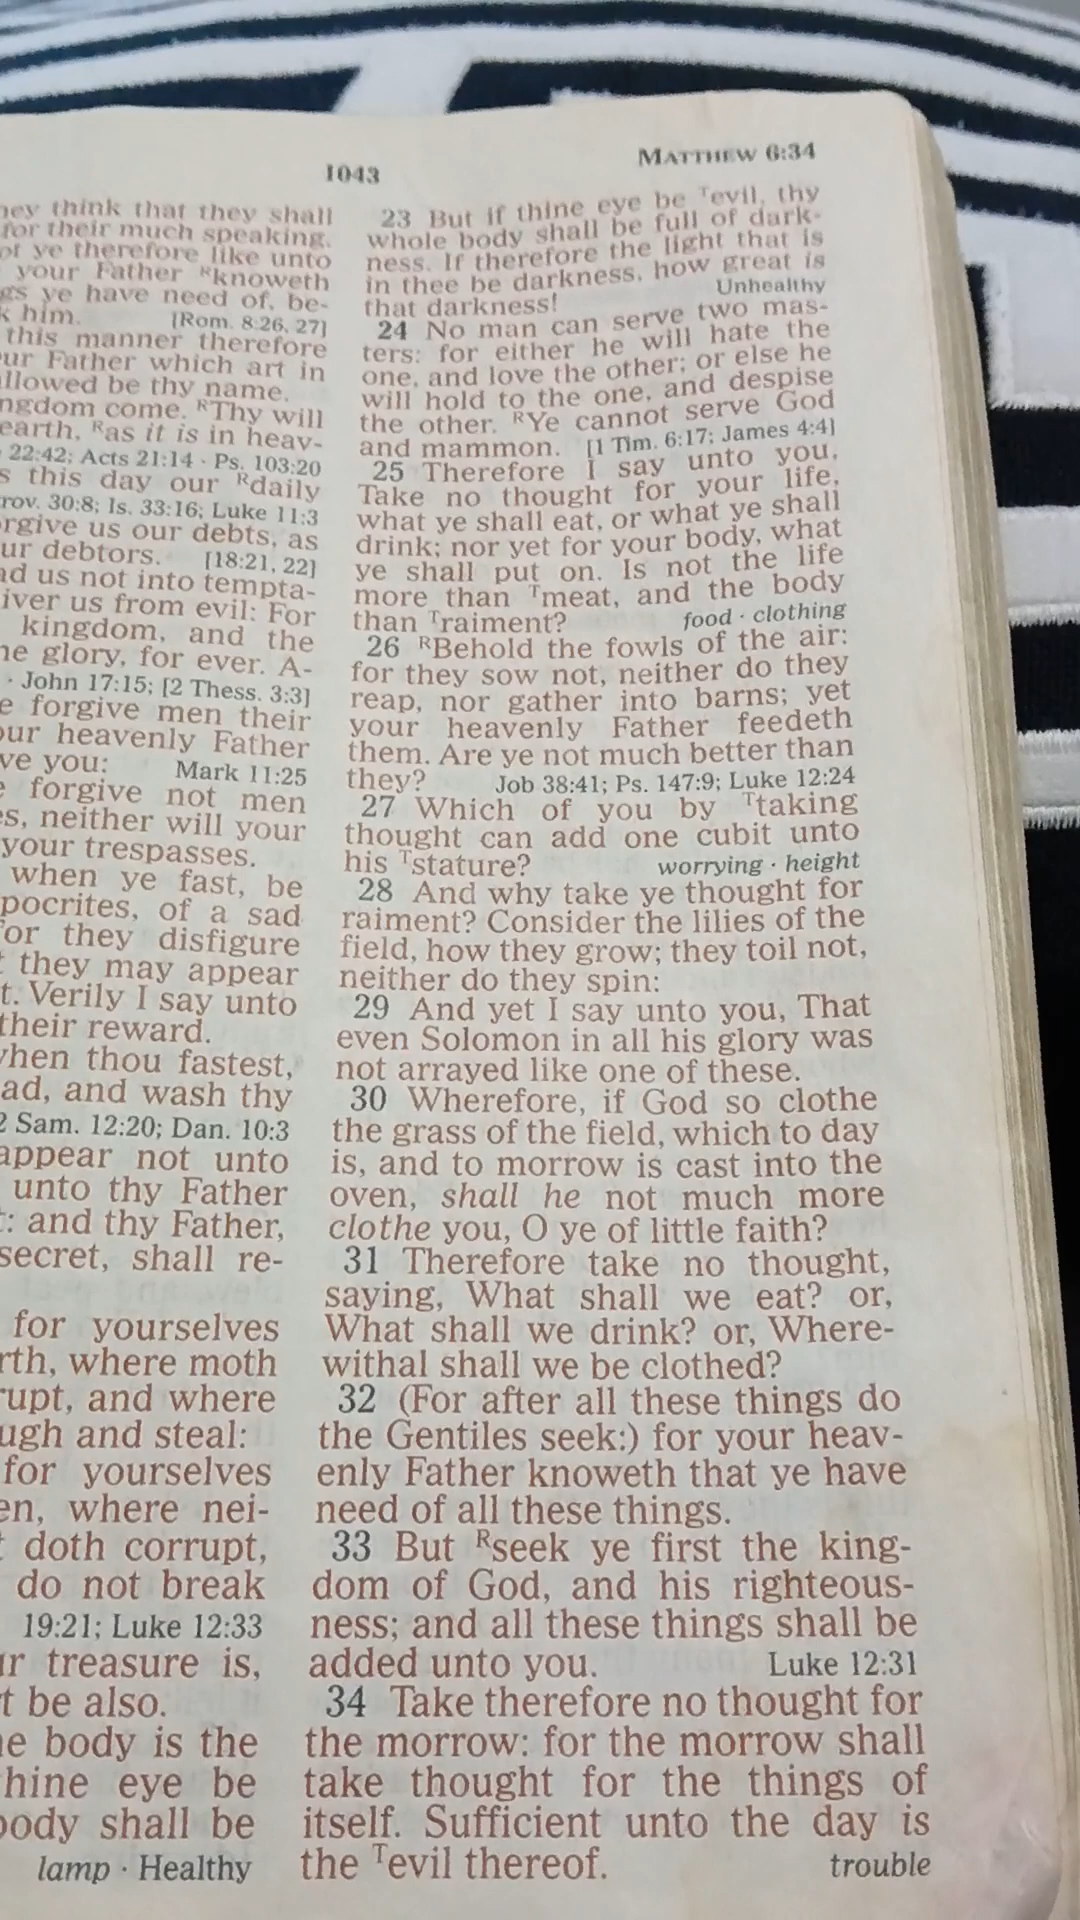 1043
MATTHEW 6:34
hey think that they shall
for their much speaking.
ye therefore like unto
your Father ᴿknoweth
ye have need of, be-
him. [Rom. 8:26, 27]
this manner therefore
ur Father which art in
allowed be thy name.
ngdom come. ᴿThy will
earth, ᴿas it is in heav-
22:42; Acts 21:14 · Ps. 103:20
s this day our ᴿdaily
rov. 30:8; Is. 33:16; Luke 11:3
orgive us our debts, as
ur debtors. [18:21, 22]
ad us not into tempta-
iver us from evil: For
kingdom, and the
he glory, for ever. A-
· John 17:15; [2 Thess. 3:3]
e forgive men their
our heavenly Father
ve you: Mark 11:25
e forgive not men
es, neither will your
your trespasses.
when ye fast, be
pocrites, of a sad
for they disfigure
t they may appear
t. Verily I say unto
their reward.
when thou fastest,
ad, and wash thy
2 Sam. 12:20; Dan. 10:3
appear not unto
unto thy Father
t: and thy Father,
secret, shall re-
for yourselves
rth, where moth
rupt, and where
ugh and steal:
for yourselves
en, where nei-
t doth corrupt,
do not break
19:21; Luke 12:33
ur treasure is,
t be also.
he body is the
hine eye be
body shall be
lamp · Healthy
23 But if thine eye be ᵀevil, thy
whole body shall be full of dark-
ness. If therefore the light that is
in thee be darkness, how great is
that darkness! Unhealthy
24 No man can serve two mas-
ters: for either he will hate the
one, and love the other; or else he
will hold to the one, and despise
the other. ᴿYe cannot serve God
and mammon. [1 Tim. 6:17; James 4:4]
25 Therefore I say unto you,
Take no thought for your life,
what ye shall eat, or what ye shall
drink; nor yet for your body, what
ye shall put on. Is not the life
more than ᵀmeat, and the body
than ᵀraiment? food · clothing
26 ᴿBehold the fowls of the air:
for they sow not, neither do they
reap, nor gather into barns; yet
your heavenly Father feedeth
them. Are ye not much better than
they? Job 38:41; Ps. 147:9; Luke 12:24
27 Which of you by ᵀtaking
thought can add one cubit unto
his ᵀstature? worrying · height
28 And why take ye thought for
raiment? Consider the lilies of the
field, how they grow; they toil not,
neither do they spin:
29 And yet I say unto you, That
even Solomon in all his glory was
not arrayed like one of these.
30 Wherefore, if God so clothe
the grass of the field, which to day
is, and to morrow is cast into the
oven, shall he not much more
clothe you, O ye of little faith?
31 Therefore take no thought,
saying, What shall we eat? or,
What shall we drink? or, Where-
withal shall we be clothed?
32 (For after all these things do
the Gentiles seek:) for your heav-
enly Father knoweth that ye have
need of all these things.
33 But ᴿseek ye first the king-
dom of God, and his righteous-
ness; and all these things shall be
added unto you. Luke 12:31
34 Take therefore no thought for
the morrow: for the morrow shall
take thought for the things of
itself. Sufficient unto the day is
the ᵀevil thereof. trouble